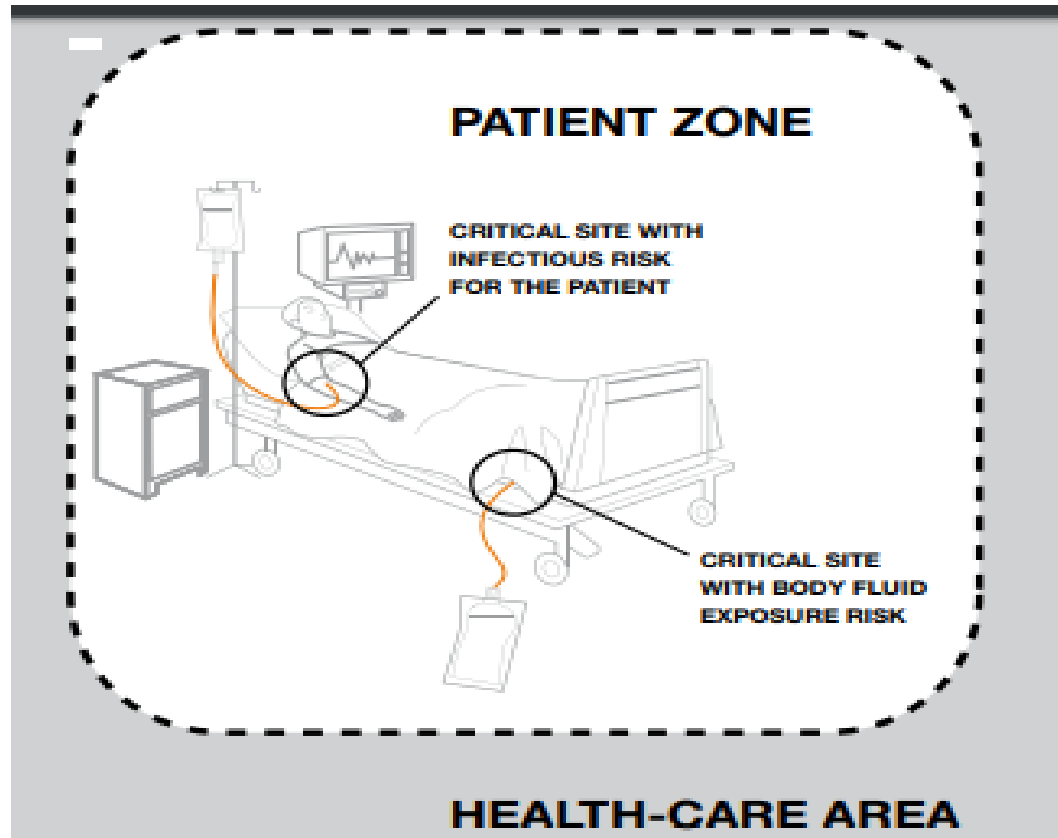 PATIENT ZONE
CRITICAL SITE WITH
INFECTIOUS RISK
FOR THE PATIENT
CRITICAL SITE
WITH BODY FLUID
EXPOSURE RISK
HEALTH-CARE AREA